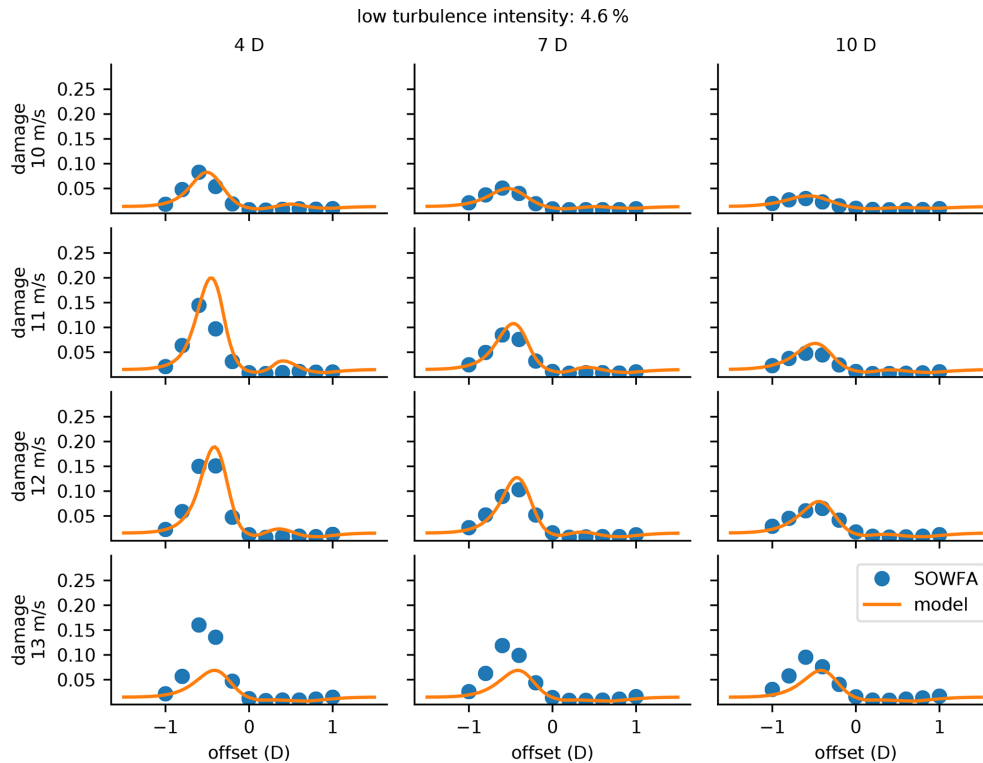 low turbulence intensity: 4.6 %
4 D 7 D 10 D
damage
10 m/s
0.25
0.20
0.15
0.10
0.05
damage
11 m/s
0.25
0.20
0.15
0.10
0.05
damage
12 m/s
0.25
0.20
0.15
0.10
0.05
damage
13 m/s
0.25
0.20
0.15
0.10
0.05
SOWFA
model
−1 0 1 −1 0 1 −1 0 1
offset (D) offset (D) offset (D)